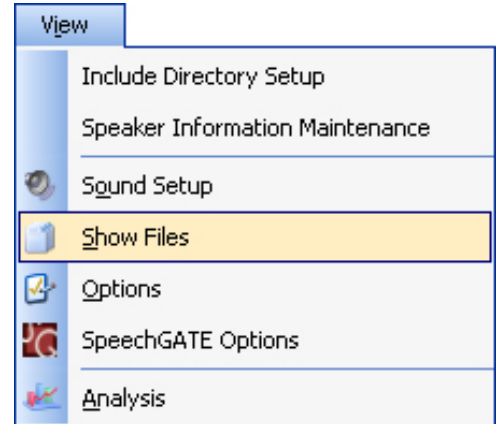 View
Include Directory Setup
Speaker Information Maintenance
Sound Setup
Show Files
Options
SpeechGATE Options
Analysis